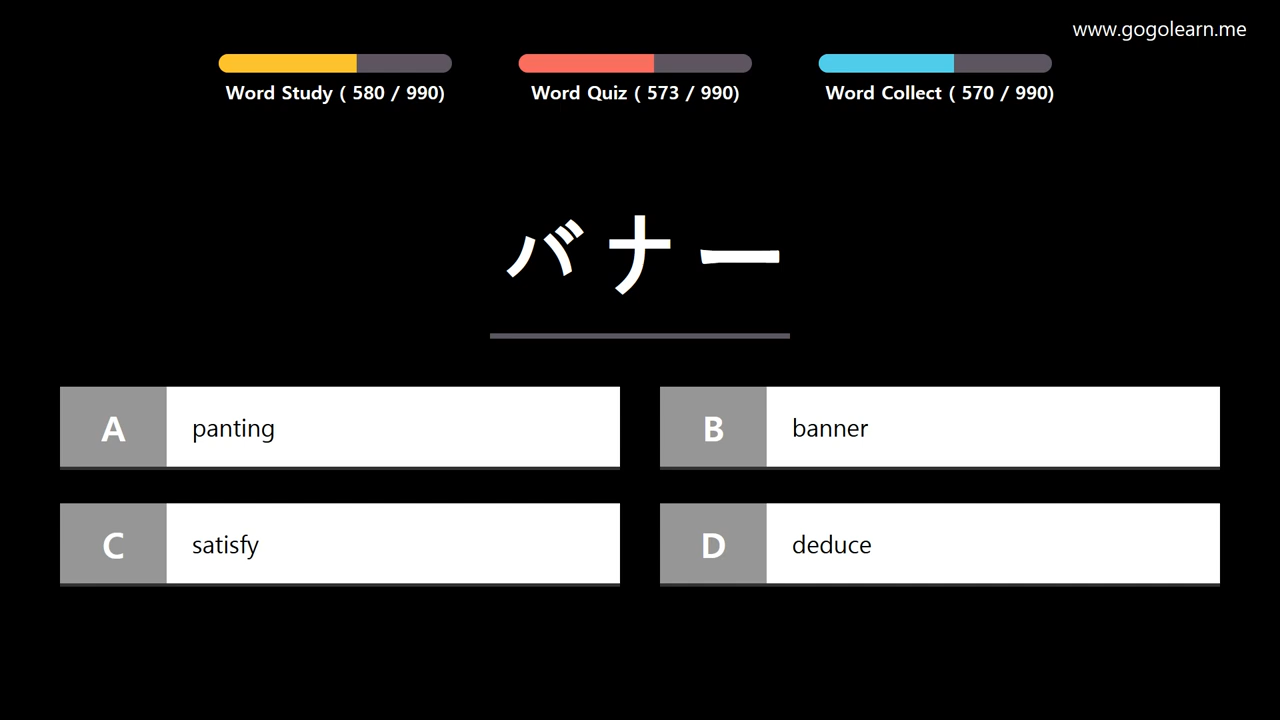 www.gogolearn.me
Word Study ( 580 / 990)
Word Quiz ( 573 / 990)
Word Collect ( 570 / 990)
バナー
A panting
B banner
C satisfy
D deduce